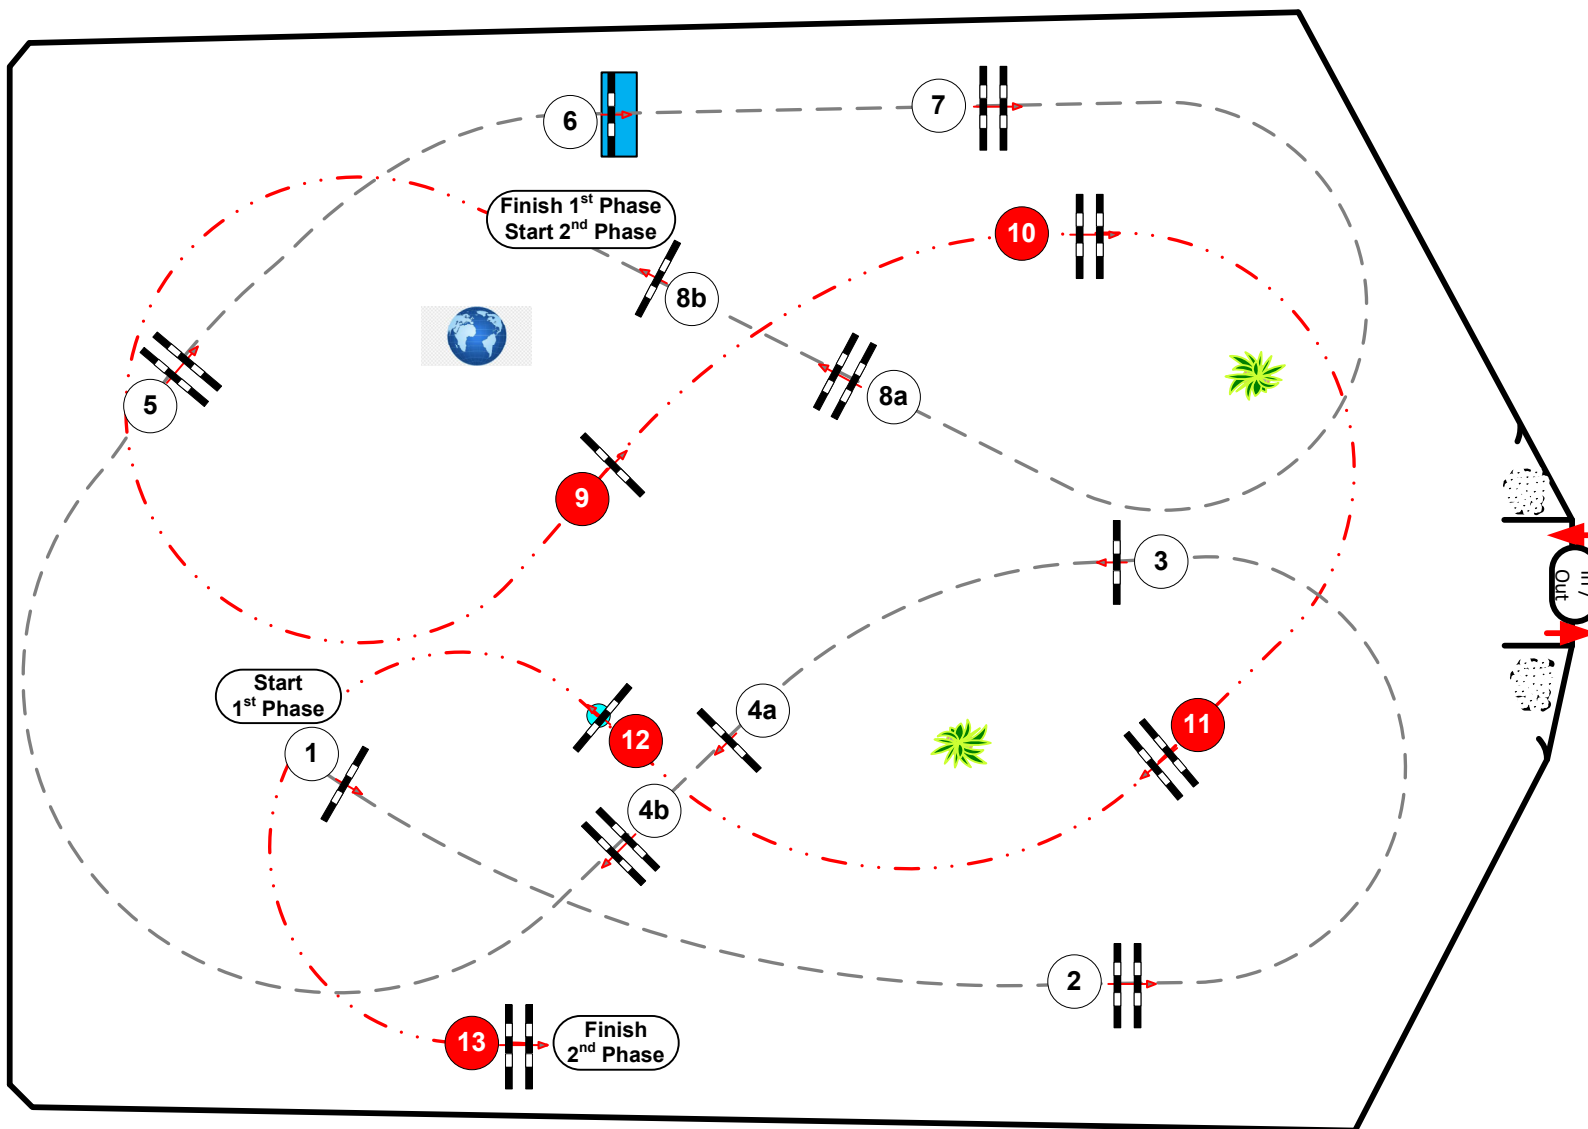 6
7
Finish 1st Phase
Start 2nd Phase
10
8b
8a
5
9
3
In /
Out
Start
1st Phase
1
12
4a
11
4b
2
13
Finish
2nd Phase